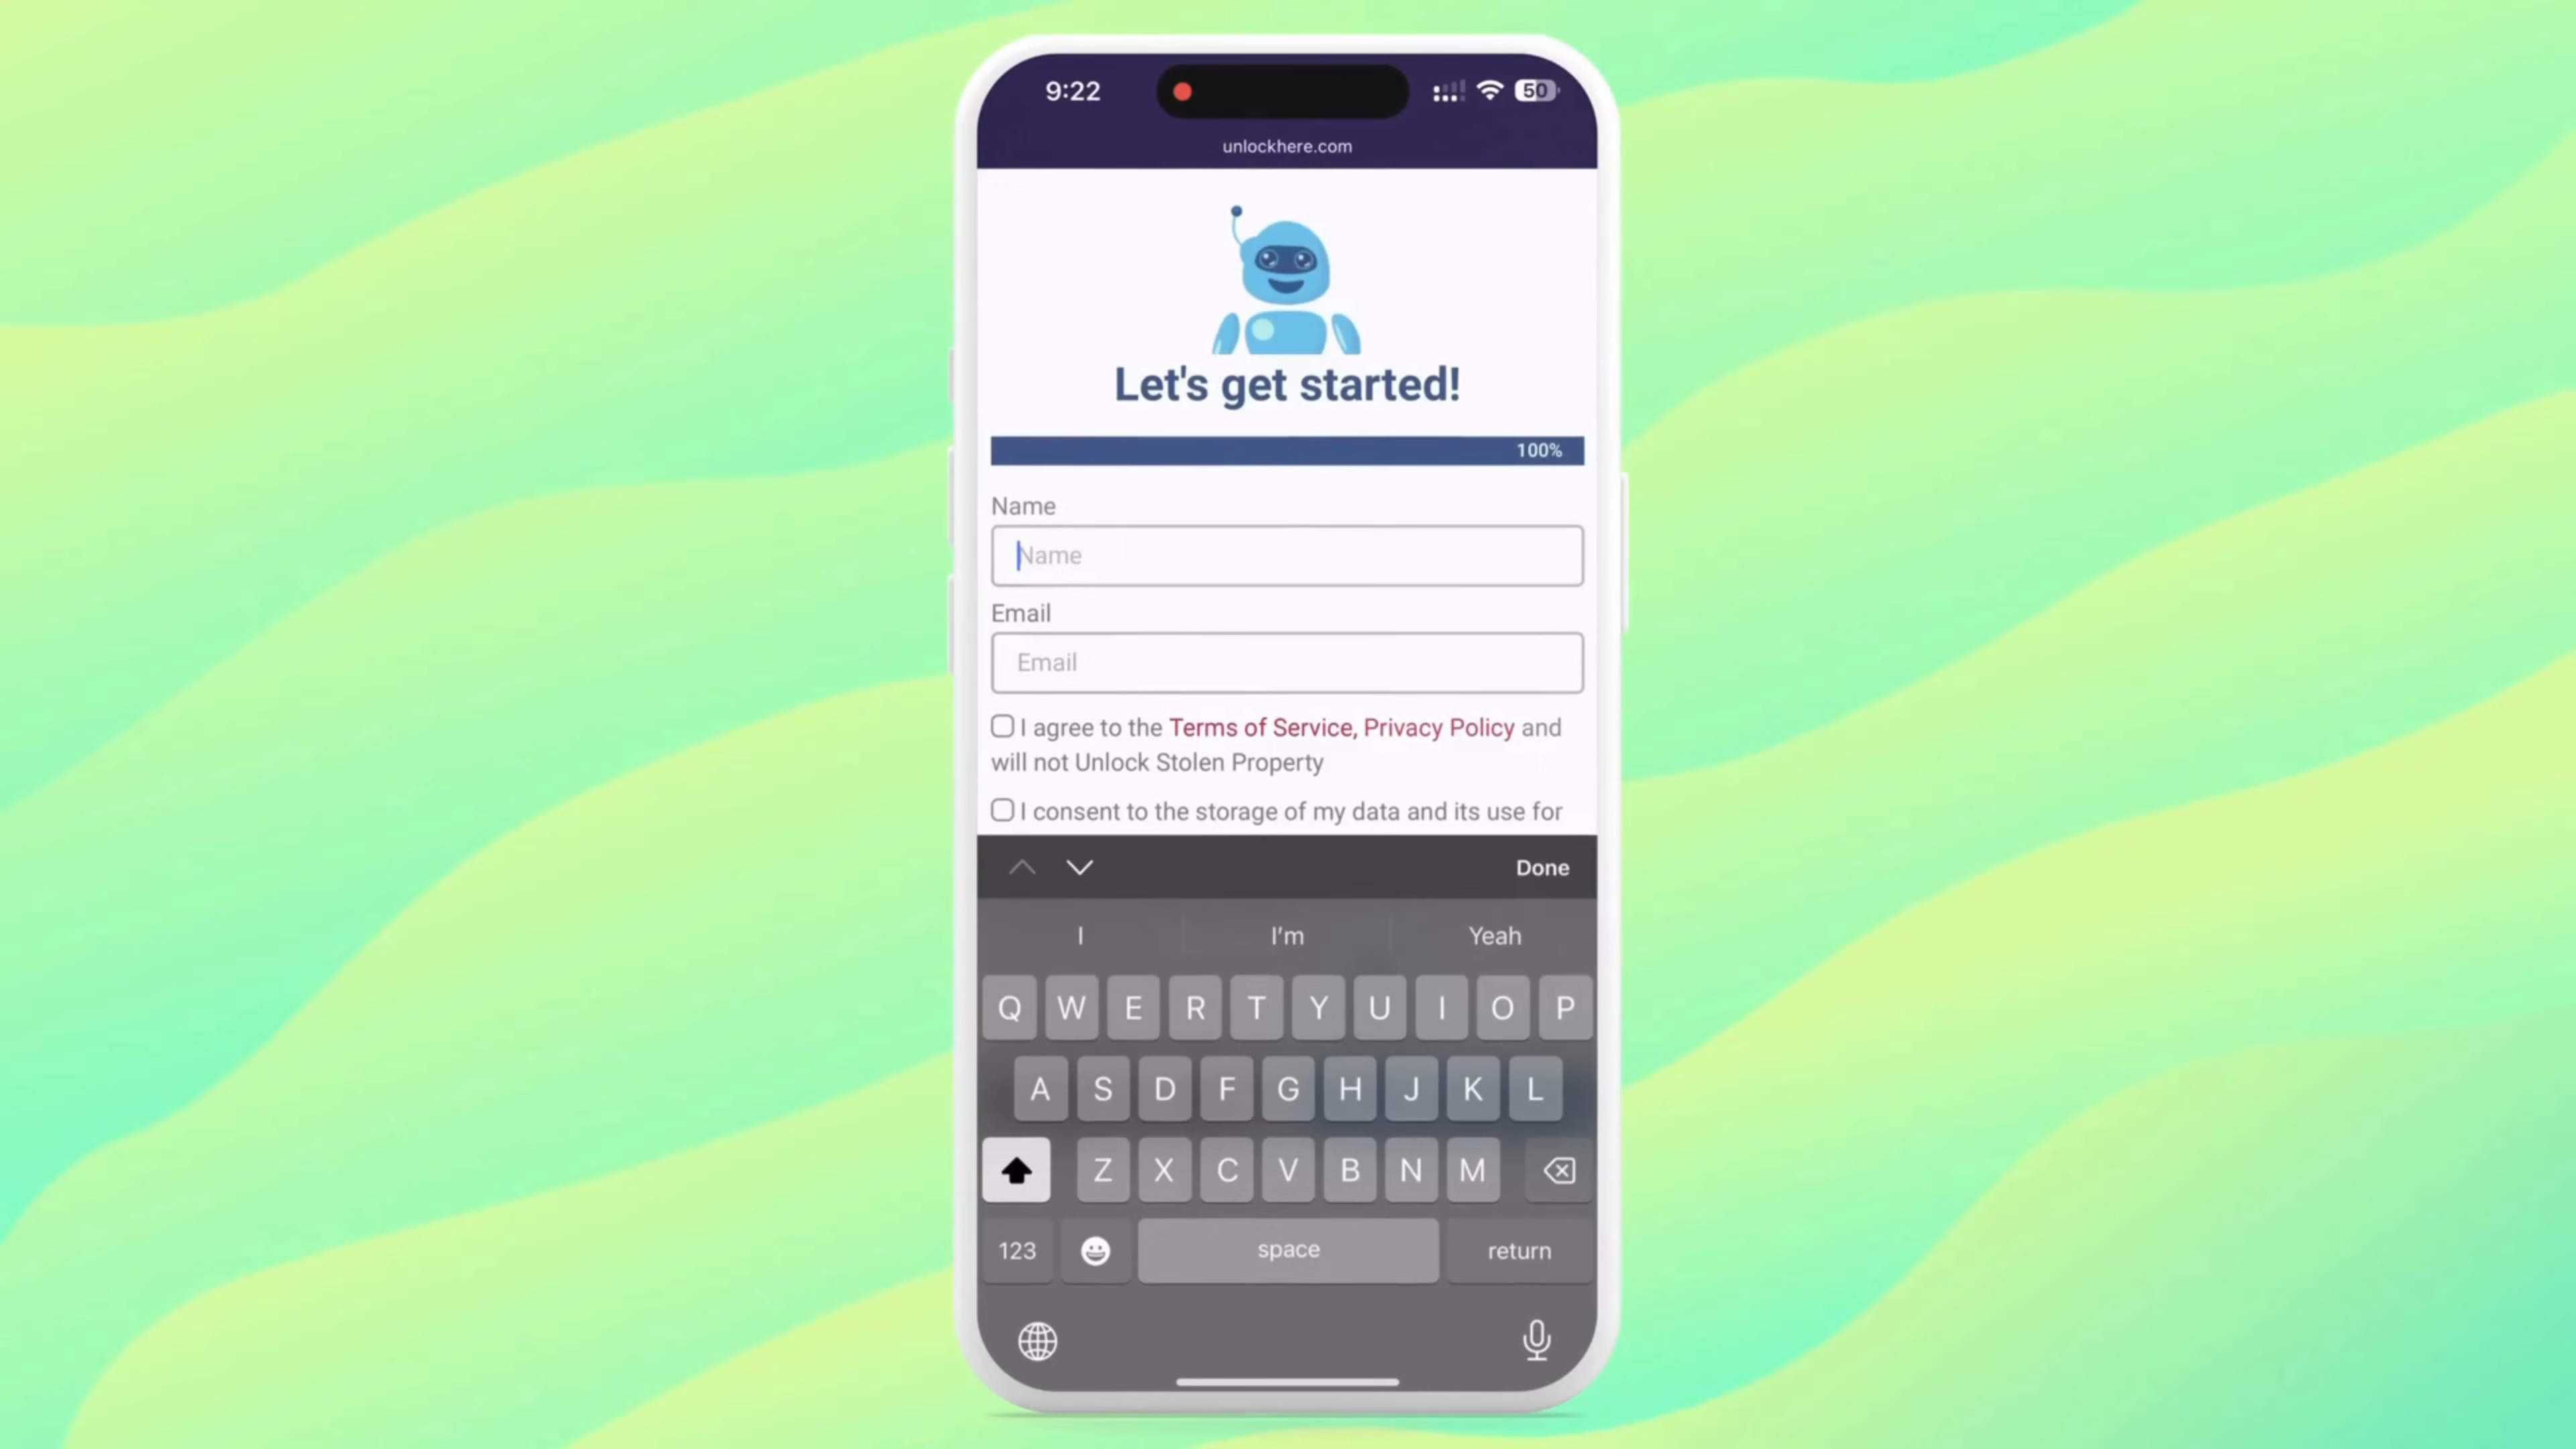 9:22
50
unlockhere.com
Let's get started!
100%
Name
Name
Email
Email
I agree to the Terms of Service, Privacy Policy and
will not Unlock Stolen Property
I consent to the storage of my data and its use for
Done
I
I'm
Yeah
Q W E R T Y U I O P
A S D F G H J K L
Z X C V B N M
123
space
return